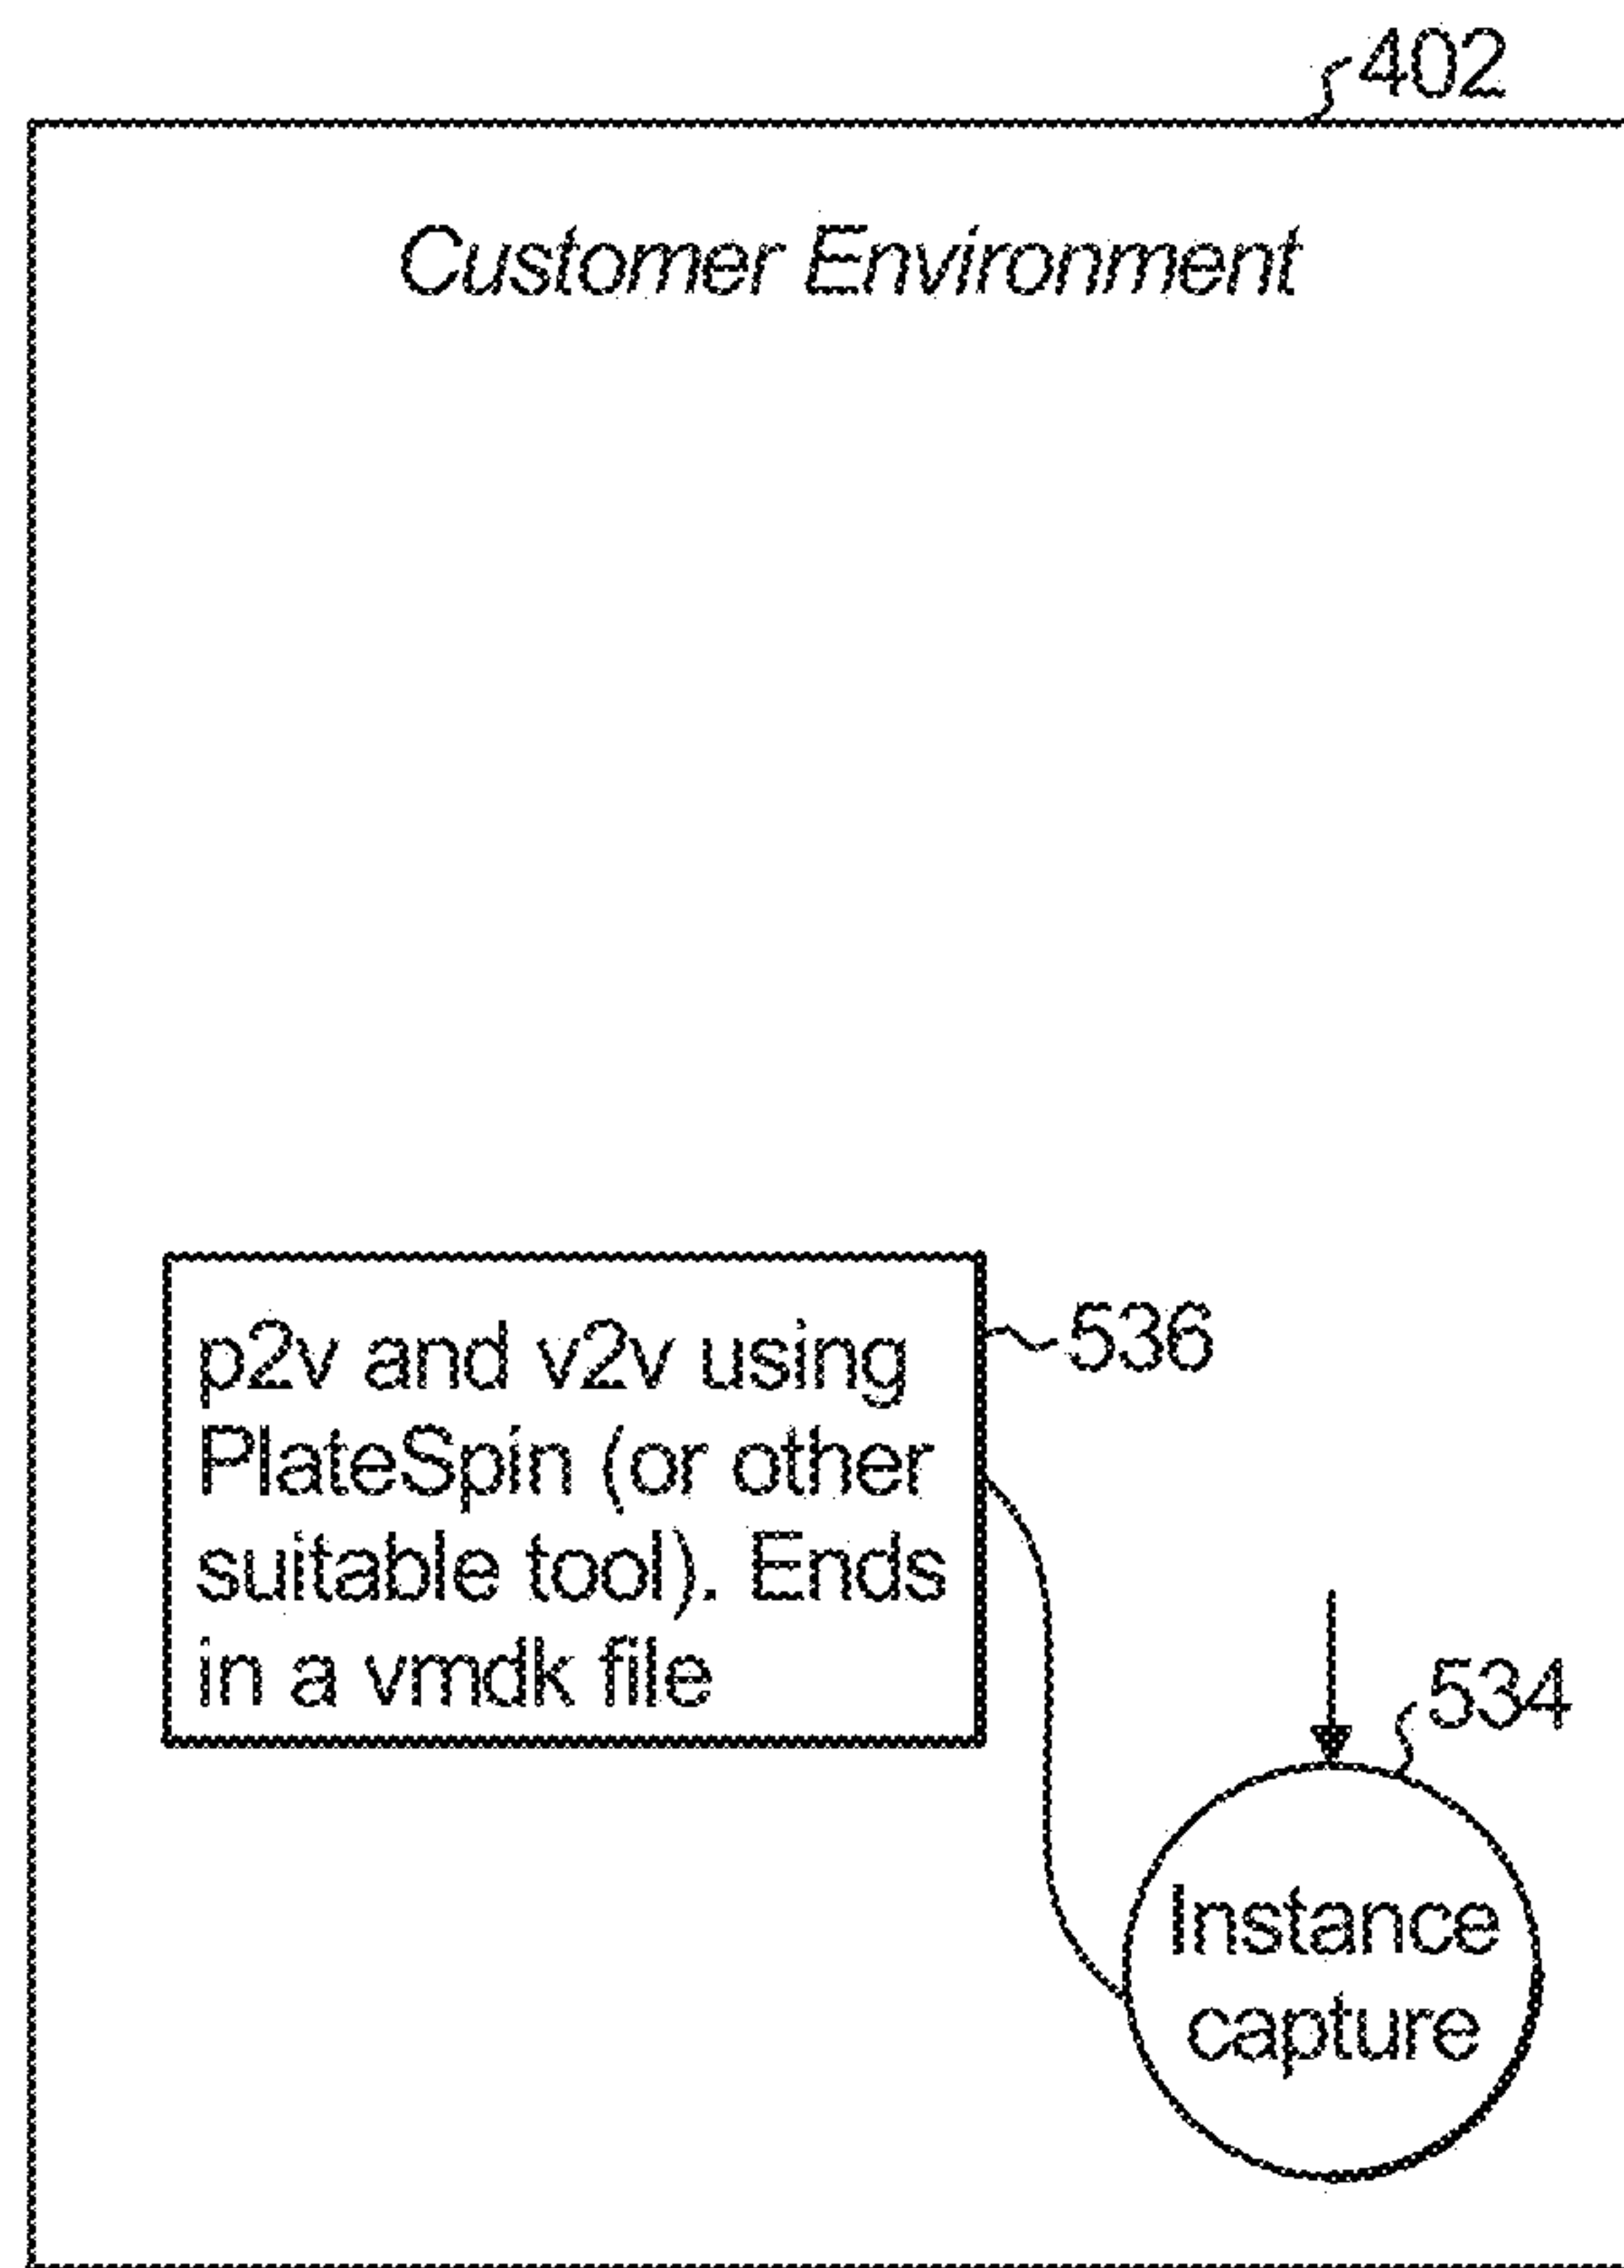 402
Customer Environment
p2v and v2v using
PlateSpin (or other
suitable tool). Ends
in a vmdk file
536
534
Instance
capture